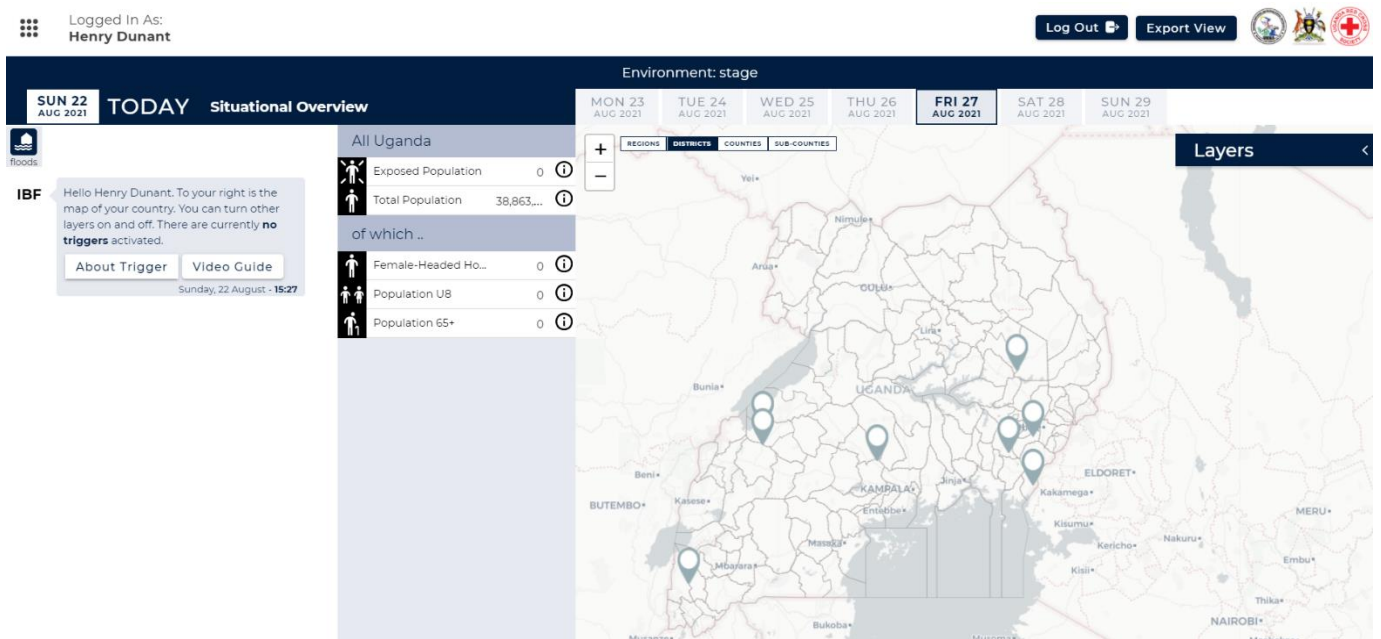 Logged In As:
Henry Dunant
Log Out
Export View
Environment: stage
SUN 22
AUG 2021
TODAY
Situational Overview
MON 23
AUG 2021
TUE 24
AUG 2021
WED 25
AUG 2021
THU 26
AUG 2021
FRI 27
AUG 2021
SAT 28
AUG 2021
SUN 29
AUG 2021
floods
IBF
Hello Henry Dunant. To your right is the
map of your country. You can turn other
layers on and off. There are currently no
triggers activated.
About Trigger
Video Guide
Sunday, 22 August - 15:27
All Uganda
Exposed Population 0
Total Population 38,863,...
of which ..
Female-Headed Ho... 0
Population U8 0
Population 65+ 0
+
−
REGIONS
DISTRICTS
COUNTIES
SUB-COUNTIES
Layers
Yei
Nimule
Arua
GULU
Lira
Bunia
UGANDA
Beni
ELDORET
BUTEMBO
Kasese
KAMPALA
Jinja
Kakamega
Entebbe
MERU
Kisumu
Masaka
Kericho
Nakuru
Embu
Mbarara
Kisii
Thika
NAIROBI
Bukoba